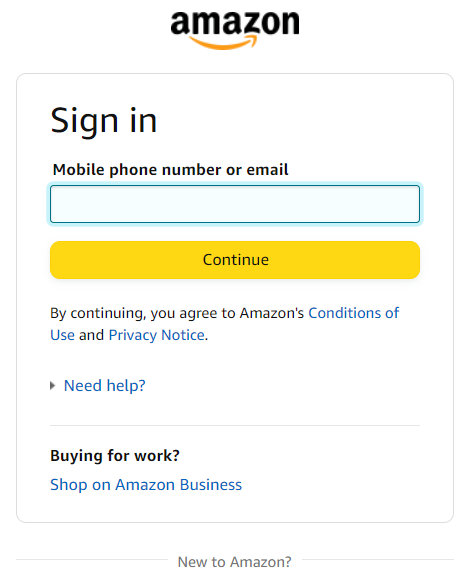 amazon
Sign in
Mobile phone number or email
Continue
By continuing, you agree to Amazon's Conditions of
Use and Privacy Notice.
Need help?
Buying for work?
Shop on Amazon Business
New to Amazon?